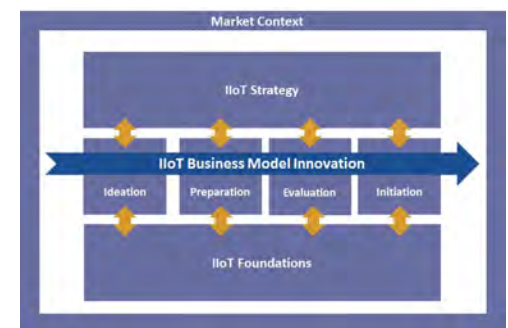 Market Context
IIoT Strategy
IIoT Business Model Innovation
Ideation
Preparation
Evaluation
Initiation
IIoT Foundations